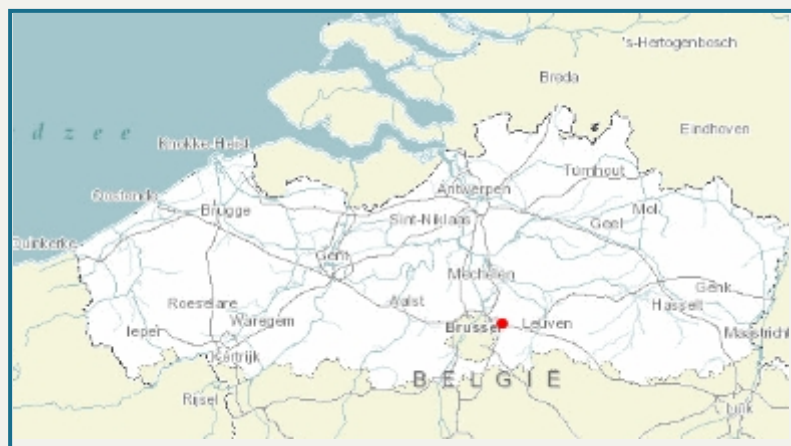 's-Hertogenbosch
Breda
Eindhoven
dzee
Knokke-Heist
Turnhout
Oostende
Antwerpen
Mol
Brugge
Sint-Niklaas
Geel
Duinkerke
Gent
Mechelen
Genk
Roeselare
Aalst
Hasselt
Waregem
Ieper
Brussel
Leuven
Maastricht
Kortrijk
BELGIË
Rijsel
Luik